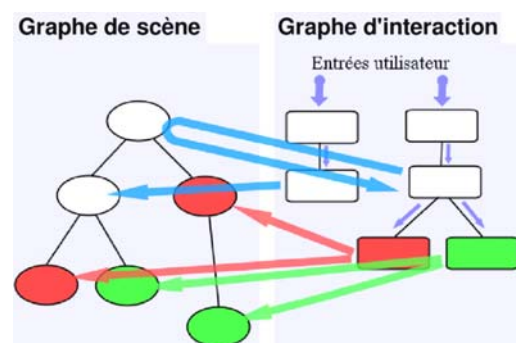 Graphe de scène
Graphe d'interaction
Entrées utilisateur